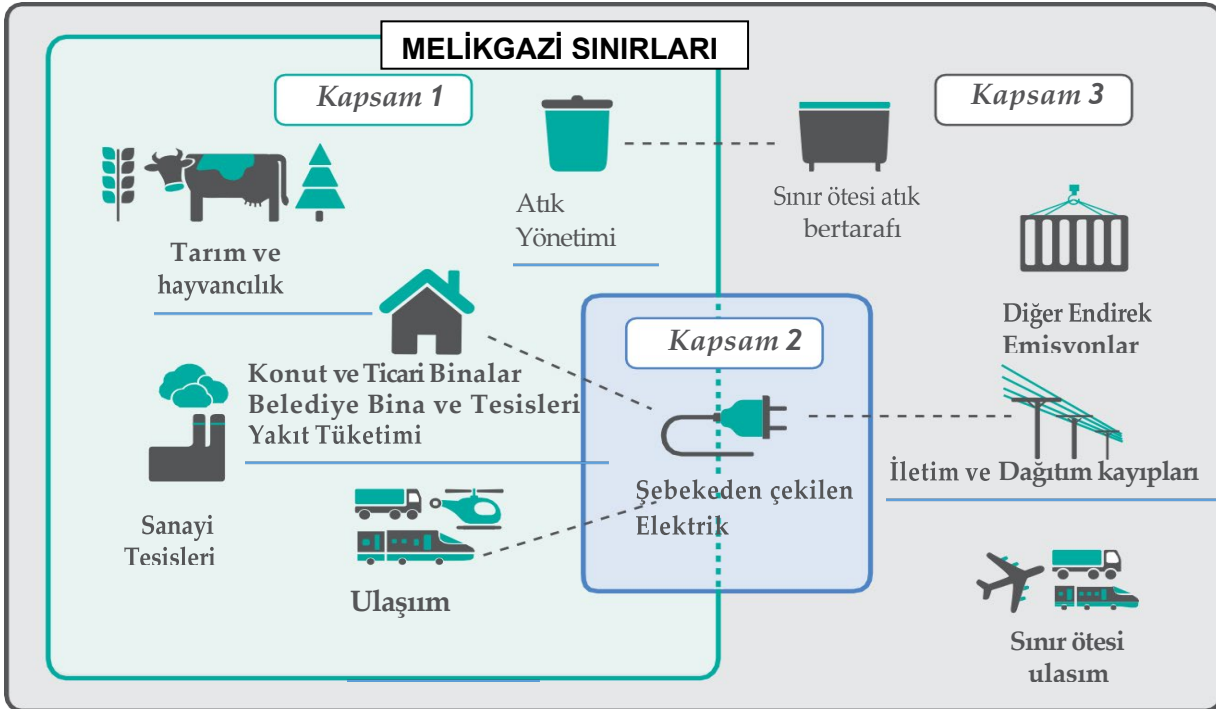 MELİKGAZİ SINIRLARI
Kapsam 1
Kapsam 3
Atık
Yönetimi
Sınır ötesi atık
bertarafı
Tarım ve
hayvancılık
Diğer Endirek
Emisyonlar
Kapsam 2
Konut ve Ticari Binalar
Belediye Bina ve Tesisleri
Yakıt Tüketimi
Şebekeden çekilen
Elektrik
İletim ve Dağıtım kayıpları
Sanayi
Tesisleri
Ulaşıım
Sınır ötesi
ulaşım